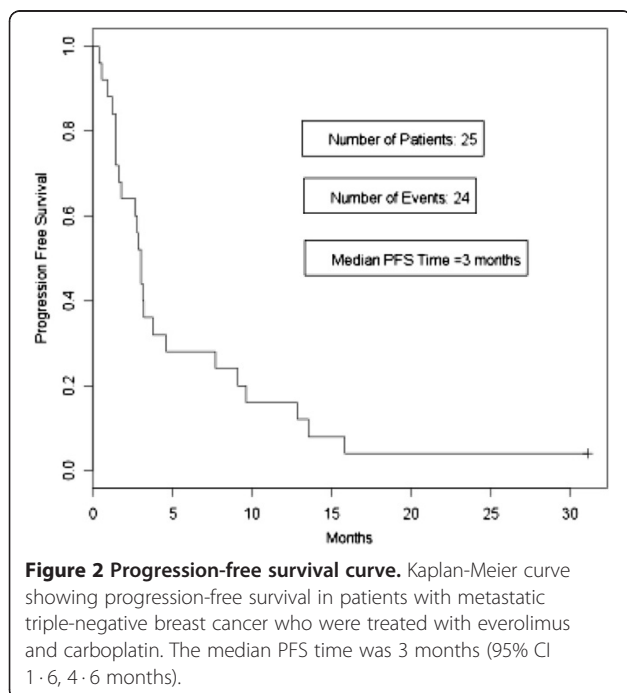 1.0
0.8
0.6
0.4
0.2
0.0
Progression Free Survival
Number of Patients: 25
Number of Events: 24
Median PFS Time =3 months
0 5 10 15 20 25 30
Months
Figure 2 Progression-free survival curve. Kaplan-Meier curve
showing progression-free survival in patients with metastatic
triple-negative breast cancer who were treated with everolimus
and carboplatin. The median PFS time was 3 months (95% CI
1·6, 4·6 months).